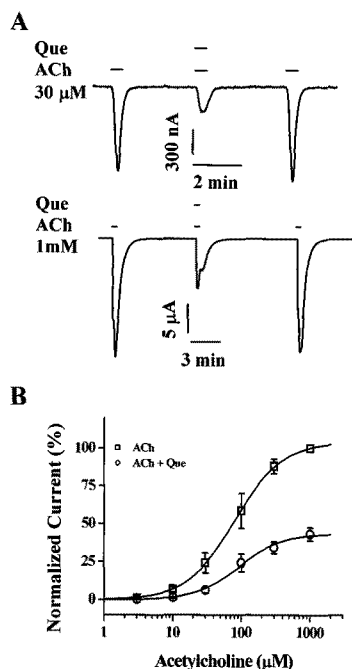 A
Que
ACh
30 µM
300 nA
2 min
Que
ACh
1mM
5 µA
3 min
B
Normalized Current (%)
100
75
50
25
0
ACh
ACh + Que
1
10
100
1000
Acetylcholine (µM)